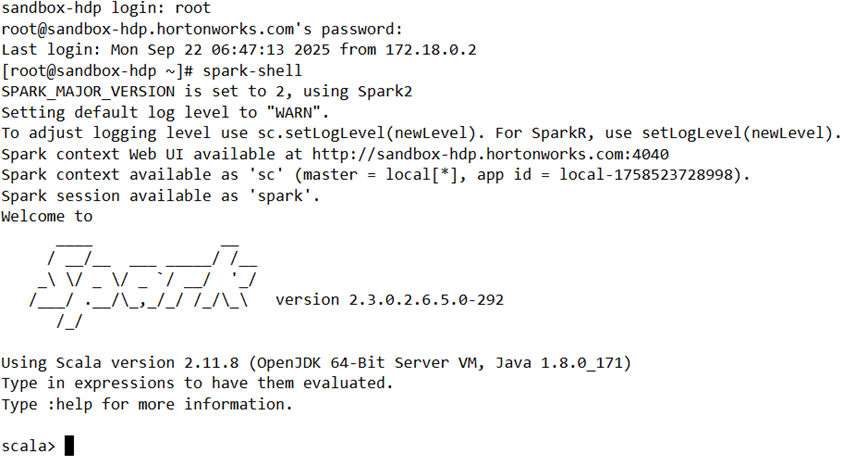 sandbox-hdp login: root
root@sandbox-hdp.hortonworks.com's password:
Last login: Mon Sep 22 06:47:13 2025 from 172.18.0.2
[root@sandbox-hdp ~]# spark-shell
SPARK_MAJOR_VERSION is set to 2, using Spark2
Setting default log level to "WARN".
To adjust logging level use sc.setLogLevel(newLevel). For SparkR, use setLogLevel(newLevel).
Spark context Web UI available at http://sandbox-hdp.hortonworks.com:4040
Spark context available as 'sc' (master = local[*], app id = local-1758523728998).
Spark session available as 'spark'.
Welcome to
      ____              __
     / __/__  ___ _____/ /__
    _\ \/ _ \/ _ `/ __/  '_/
   /___/ .__/\_,_/_/ /_/\_\   version 2.3.0.2.6.5.0-292
      /_/
Using Scala version 2.11.8 (OpenJDK 64-Bit Server VM, Java 1.8.0_171)
Type in expressions to have them evaluated.
Type :help for more information.
scala>